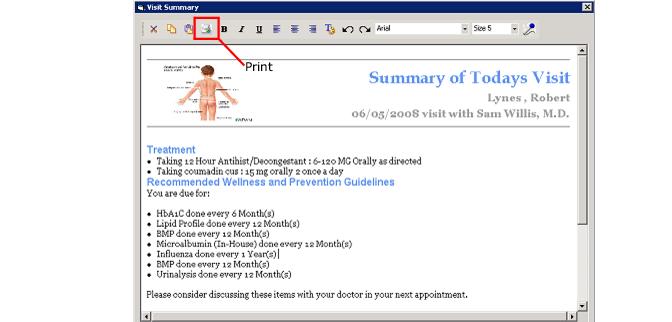 Visit Summary
B I U Arial Size 5
Print
Summary of Todays Visit
Lynes , Robert
06/05/2008 visit with Sam Willis, M.D.
Treatment
• Taking 12 Hour Antihist/Decongestant : 6-120 MG Orally as directed
• Taking coumadin cus : 15 mg orally 2 once a day
Recommended Wellness and Prevention Guidelines
You are due for:
• HbA1C done every 6 Month(s)
• Lipid Profile done every 12 Month(s)
• BMP done every 12 Month(s)
• Microalbumin (In-House) done every 12 Month(s)
• Influenza done every 1 Year(s)
• BMP done every 12 Month(s)
• Urinalysis done every 12 Month(s)
Please consider discussing these items with your doctor in your next appointment.